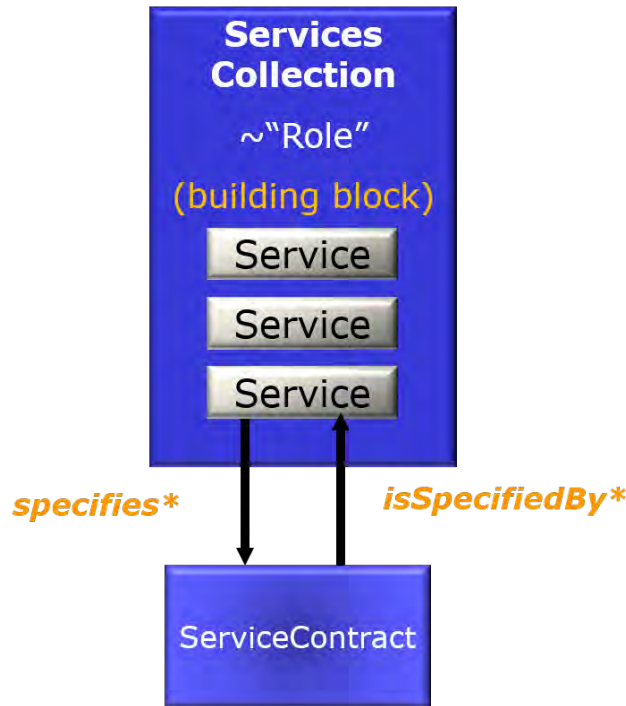 Services
Collection
~“Role”
(building block)
Service
Service
Service
specifies*
isSpecifiedBy*
ServiceContract